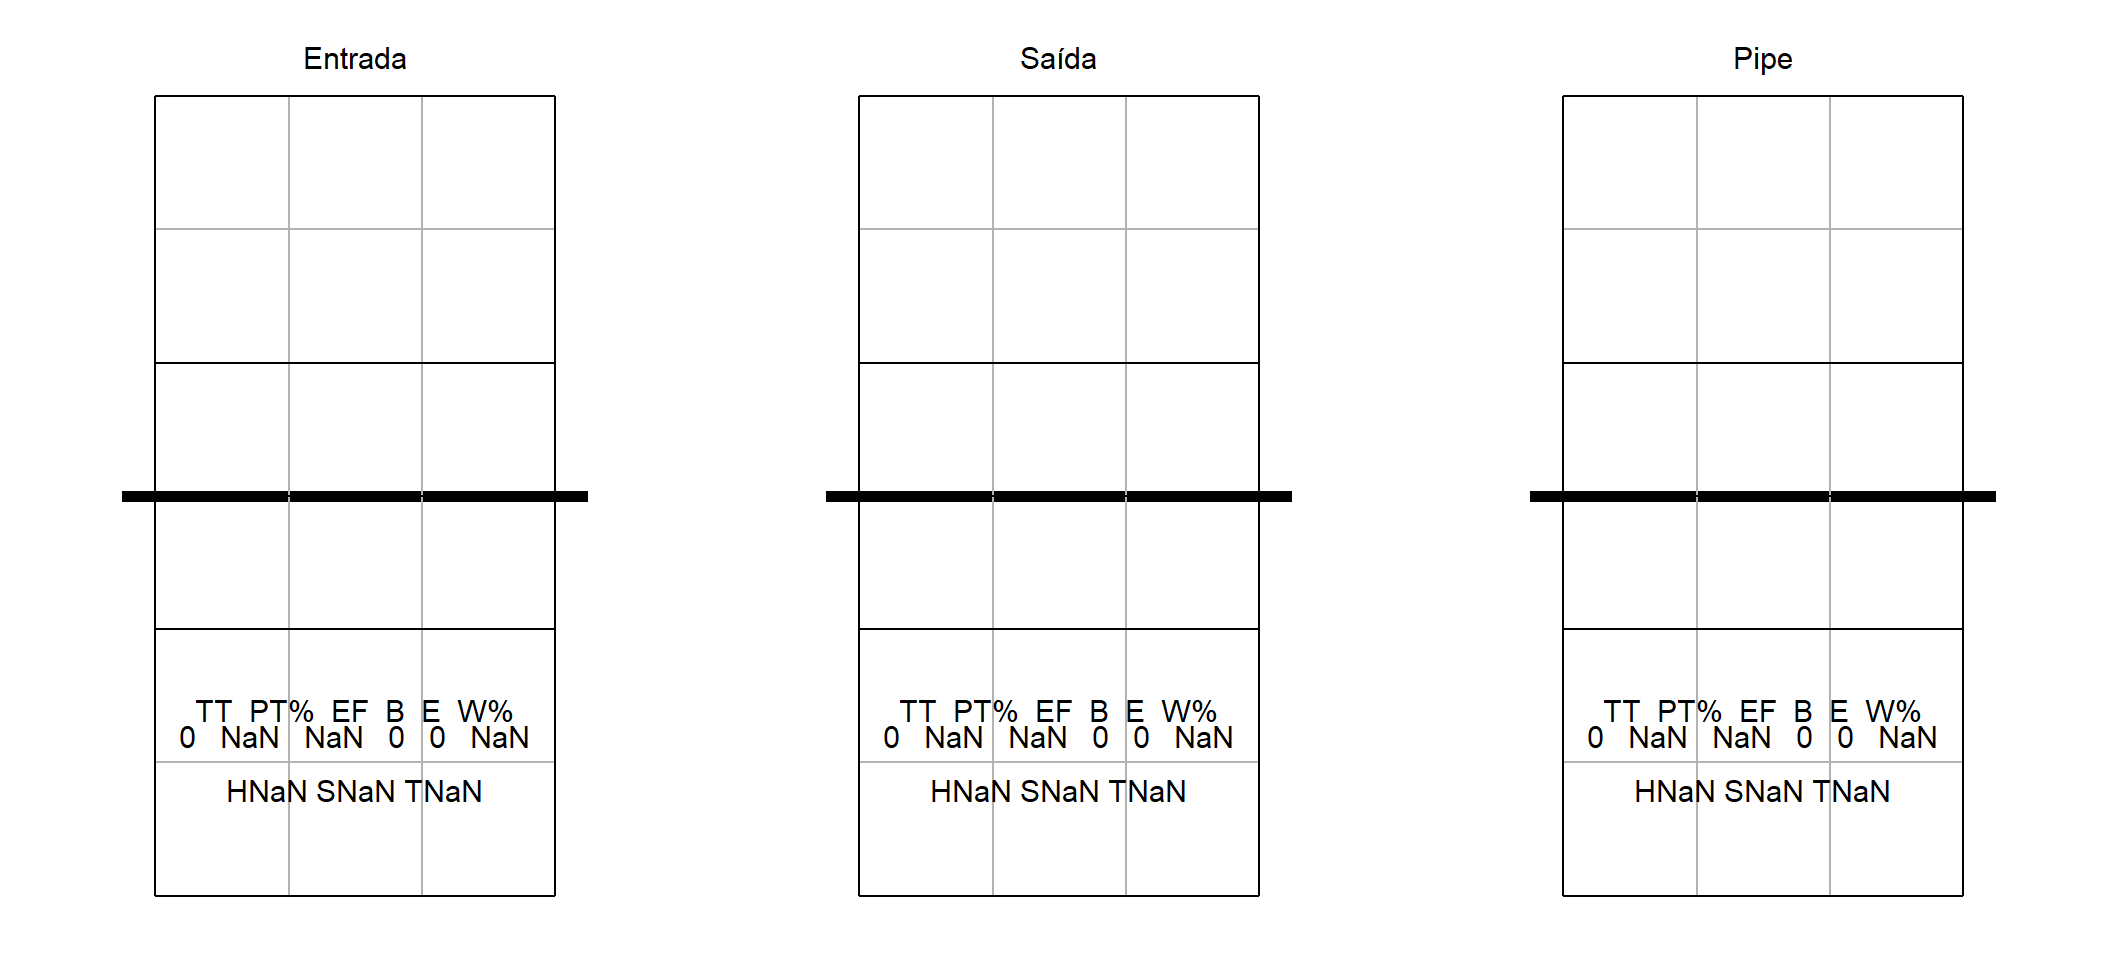 Entrada
TT PT% EF B E W%
0 NaN NaN 0 0 NaN
HNaN SNaN TNaN
Saída
TT PT% EF B E W%
0 NaN NaN 0 0 NaN
HNaN SNaN TNaN
Pipe
TT PT% EF B E W%
0 NaN NaN 0 0 NaN
HNaN SNaN TNaN